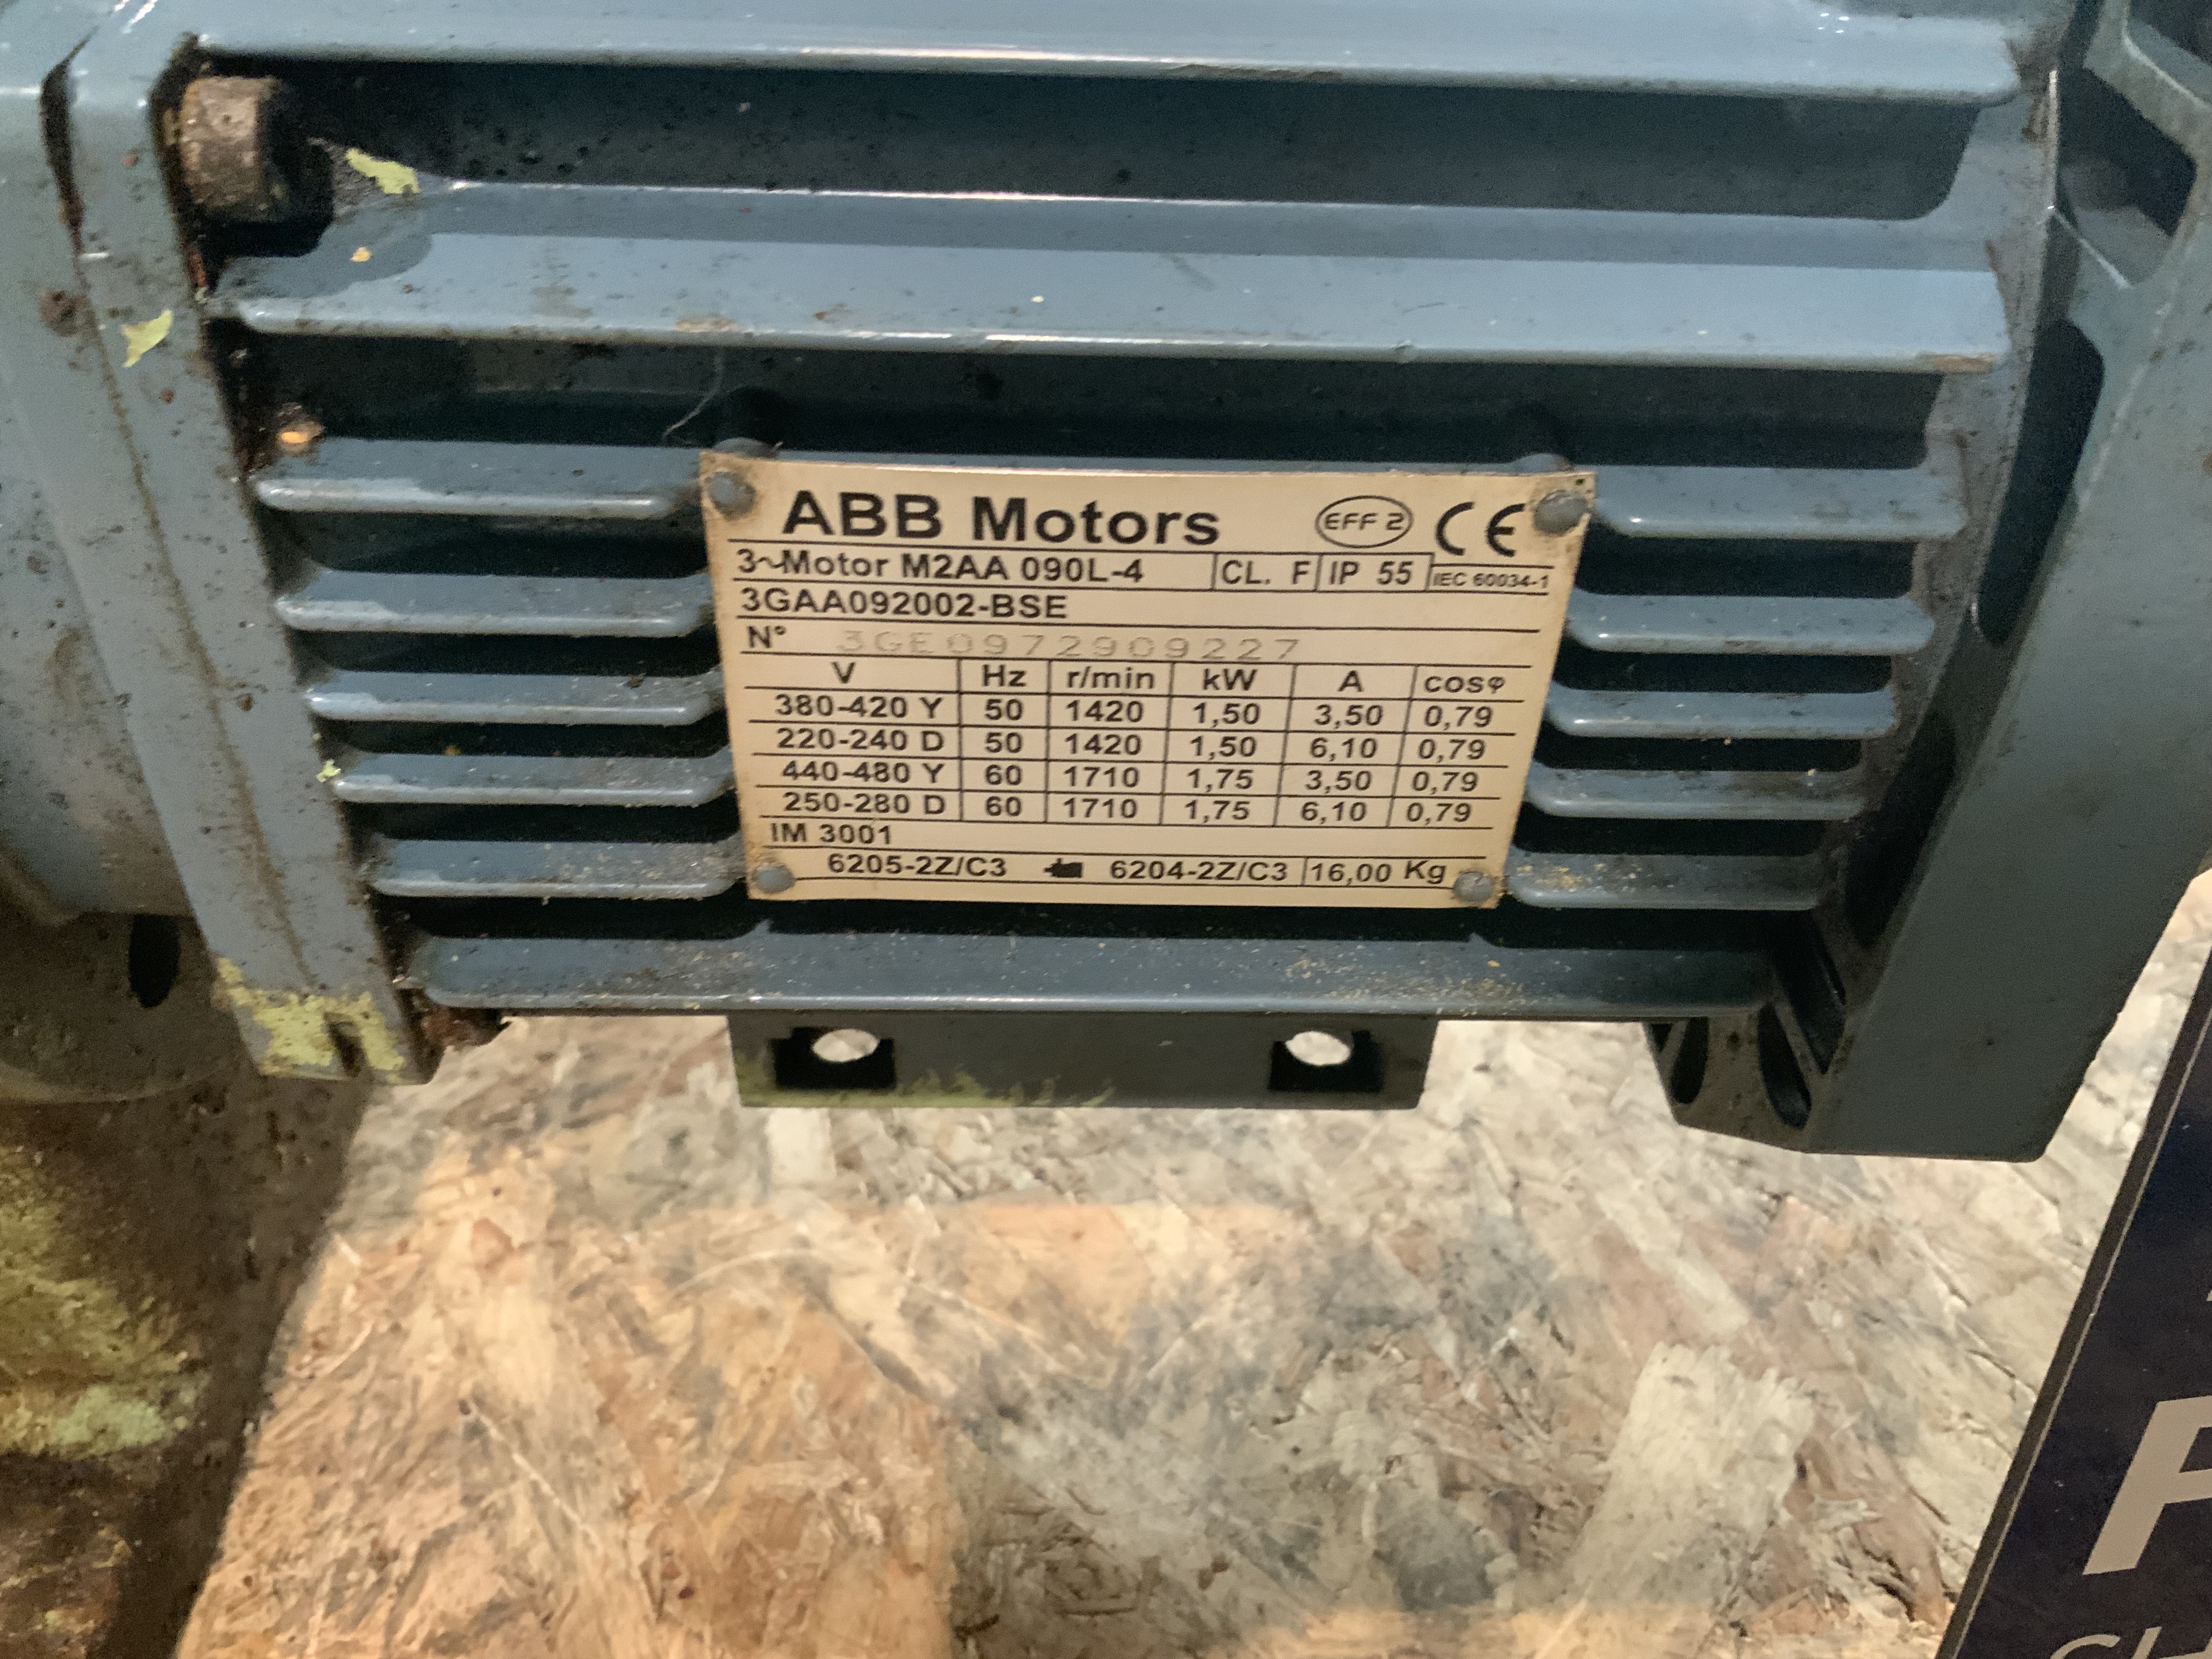 ABB Motors EFF 2 CE
3~Motor M2AA 090L-4 CL. F IP 55 IEC 60034-1
3GAA092002-BSE
N° 3GE0972909227
V Hz r/min kW A cosφ
380-420 Y 50 1420 1,50 3,50 0,79
220-240 D 50 1420 1,50 6,10 0,79
440-480 Y 60 1710 1,75 3,50 0,79
250-280 D 60 1710 1,75 6,10 0,79
IM 3001
6205-2Z/C3 6204-2Z/C3 16,00 Kg